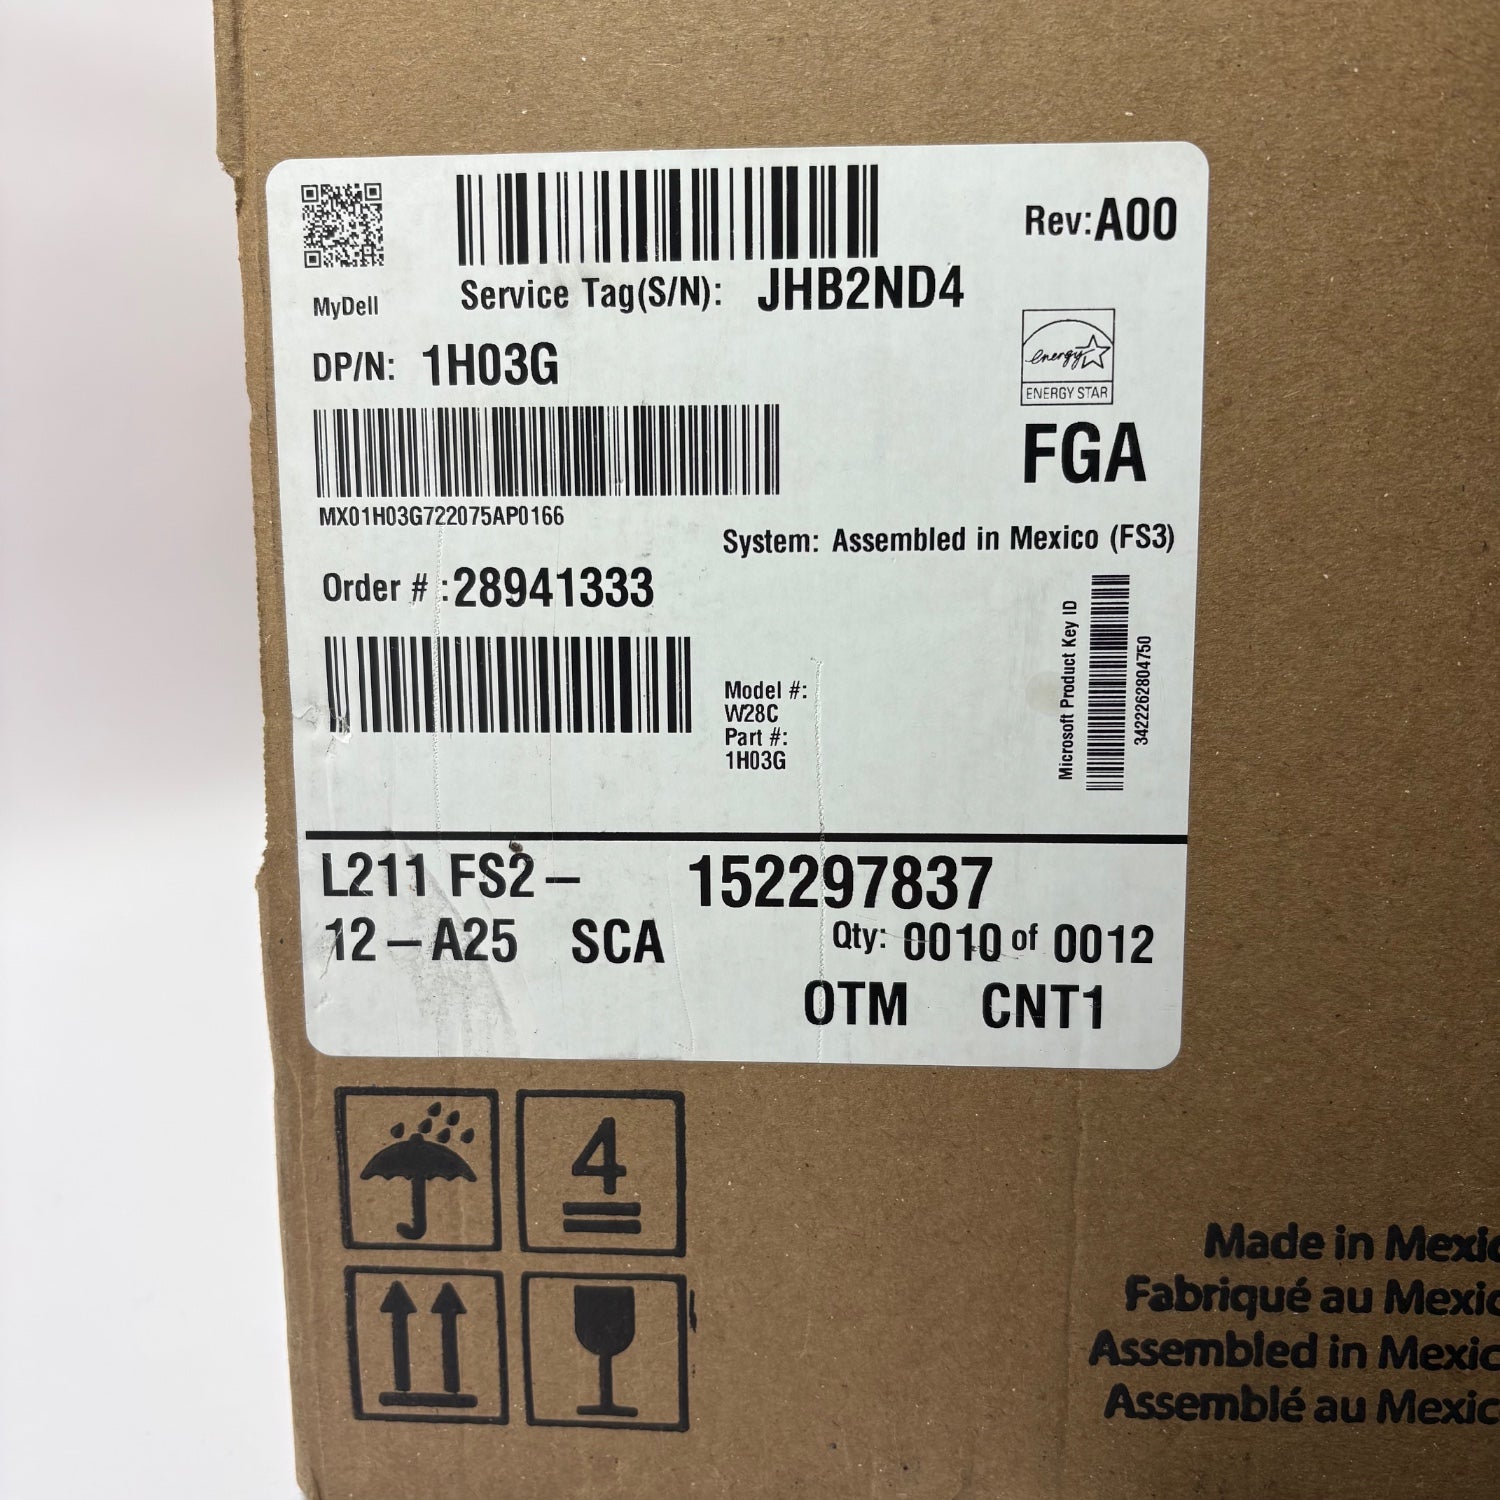 MyDell
Service Tag(S/N): JHB2ND4
Rev:A00
DP/N: 1H03G
energy
ENERGY STAR
FGA
MX01H03G722075AP0166
System: Assembled in Mexico (FS3)
Order # :28941333
Model #:
W28C
Part #:
1H03G
Microsoft Product Key ID
3422262804750
L211 FS2-
152297837
12-A25 SCA
Qty: 0010 of 0012
OTM CNT1
4
Made in Mexic
Fabriqué au Mexic
Assembled in Mexic
Assemblé au Mexic